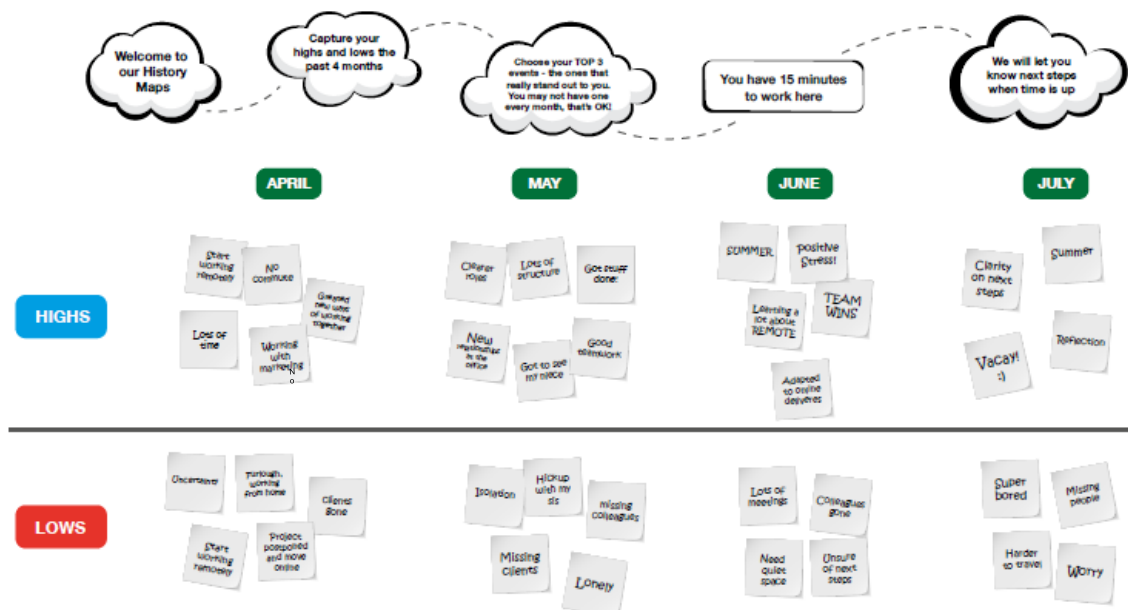 Welcome to
our History
Maps
Capture your
highs and lows the
past 4 months
Choose your TOP 3
events - the ones that
really stand out to you.
You may not have one
every month, that's OK!
You have 15 minutes
to work here
We will let you
know next steps
when time is up
APRIL
MAY
JUNE
JULY
HIGHS
Start
working
remotely
No
commute
new ways
of working
together
Lots of
time
Working
with
marketing
Clearer
roles
Lots of
structure
Got stuff
done!
New
relationships
in the
office
Got to see
my niece
Good
teamwork
SUMMER
Positive
Stress!
Learning a
lot about
REMOTE
TEAM
WINS
Adapted
to online
Clarity
on next
steps
Summer
Vacay!
:)
Reflection
LOWS
working
from home
Clients
gone
Start
working
remotely
Project
postponed
and move
online
Isolation
Hickup
with my
sis
missing
colleagues
Missing
clients
Lonely
Lots of
meetings
Colleagues
gone
Need
quiet
space
Unsure
of next
steps
Super
bored
Missing
people
Harder
to travel
Worry